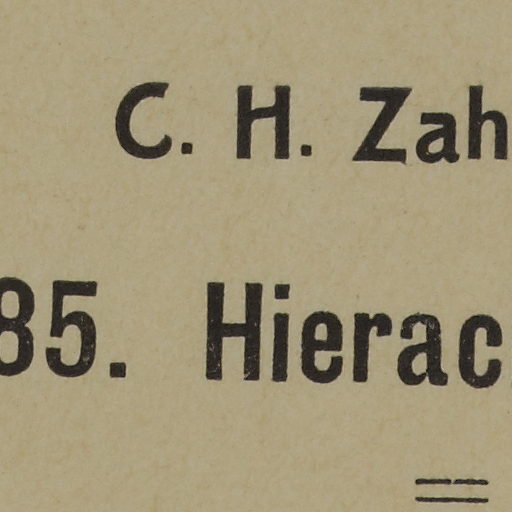 C. H. Zah
85. Hierac
=